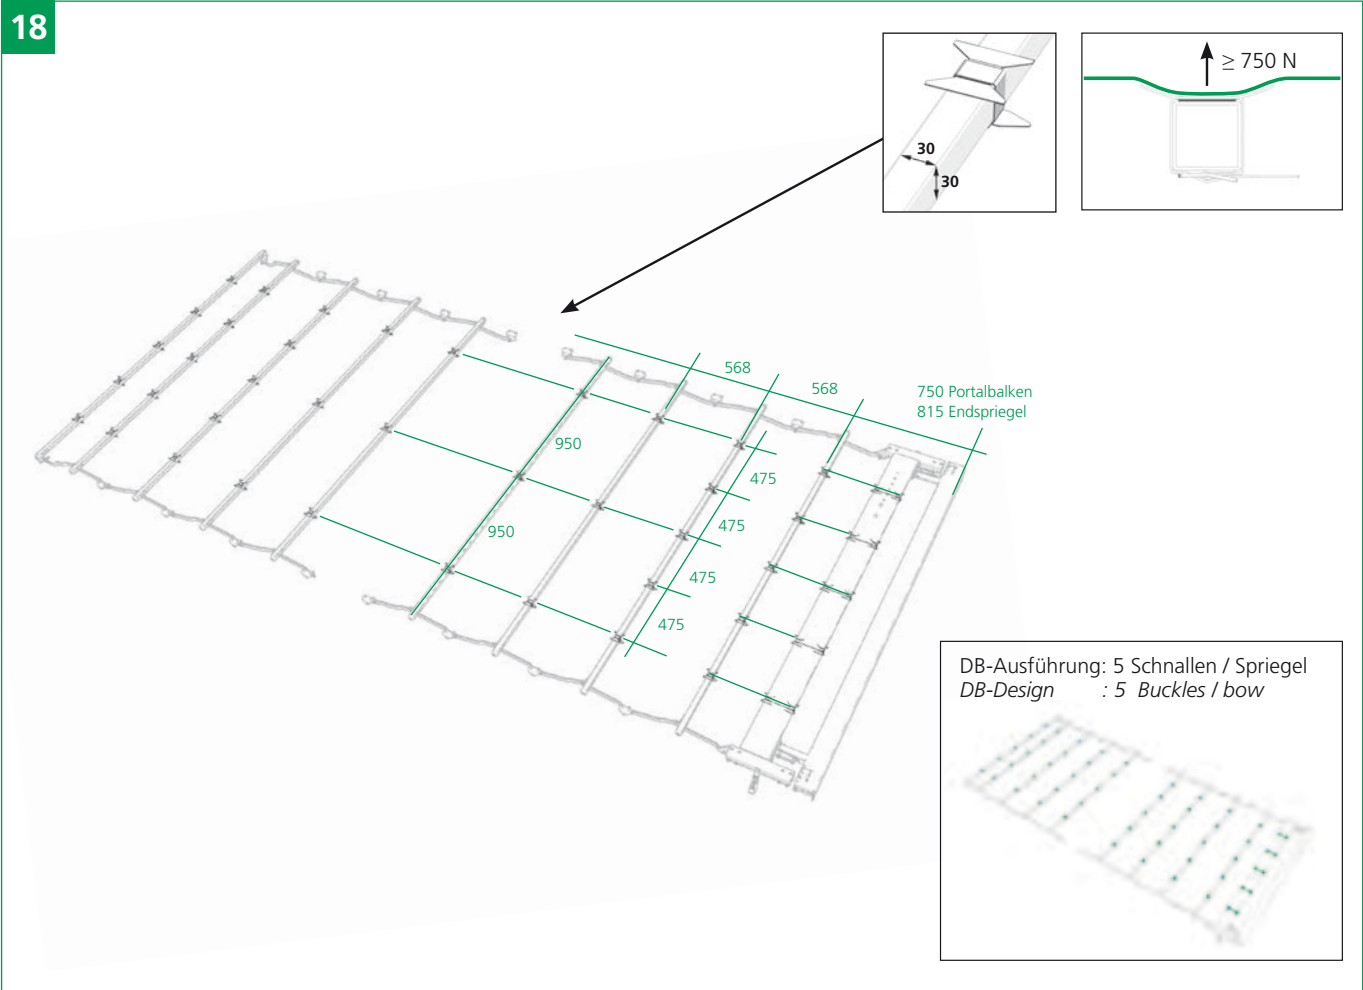 18
≥ 750 N
30
30
568
568
750 Portalbalken
815 Endspriegel
950
475
950
475
475
475
DB-Ausführung: 5 Schnallen / Spriegel
DB-Design : 5 Buckles / bow